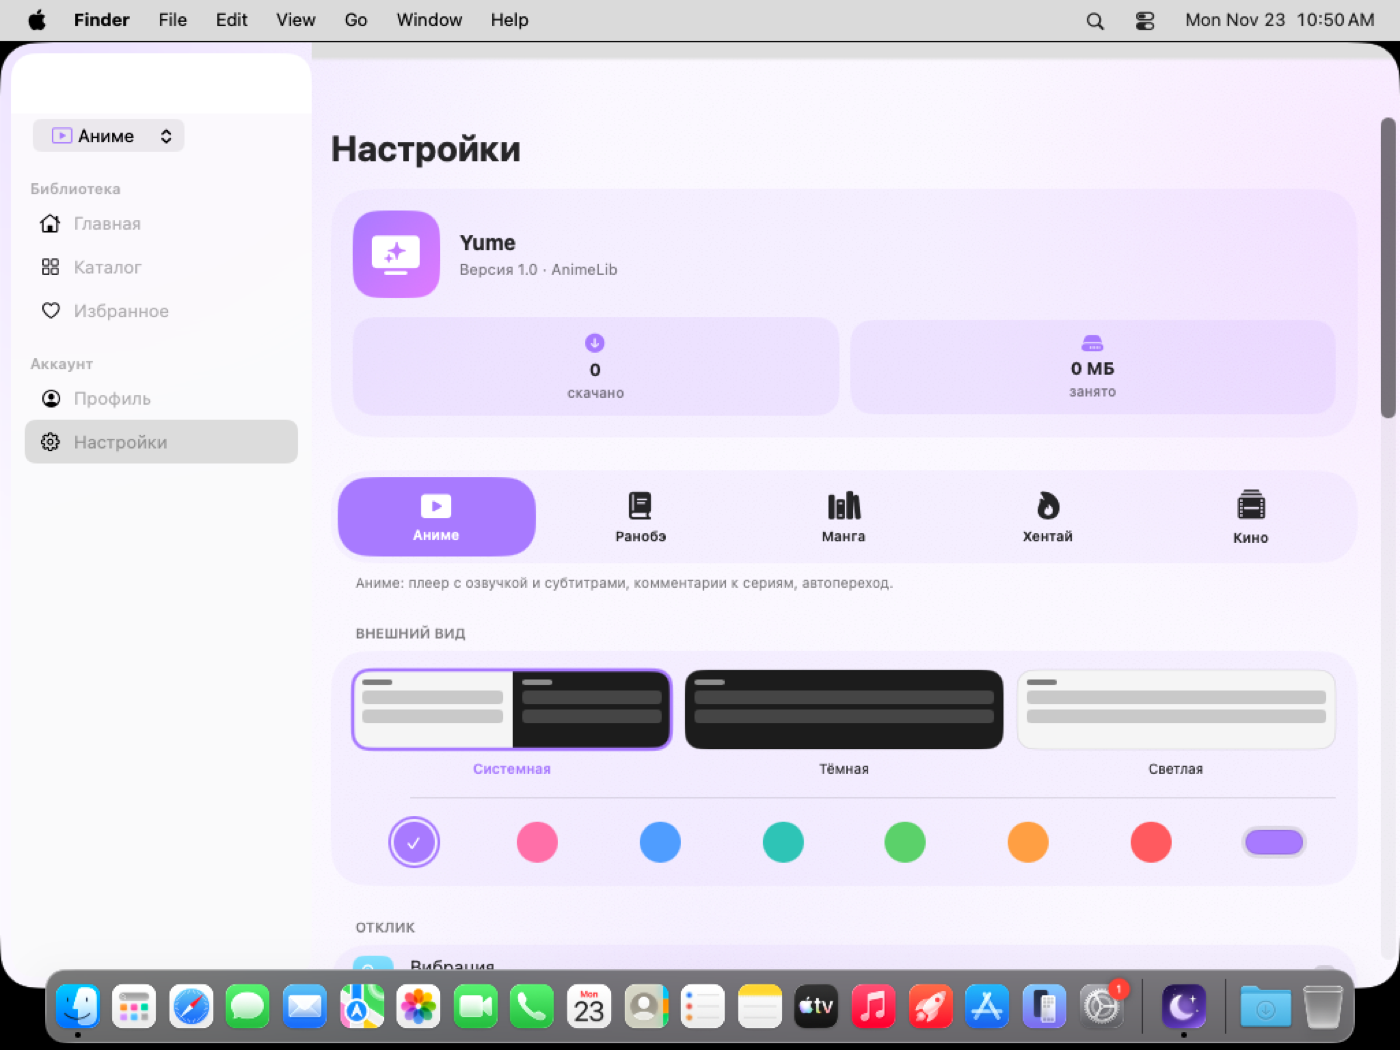 Finder File Edit View Go Window Help Mon Nov 23 10:50 AM
Аниме
Библиотека
Главная
Каталог
Избранное
Аккаунт
Профиль
Настройки
Настройки
Yume
Версия 1.0 · AnimeLib
0
скачано
0 МБ
занято
Аниме
Ранобэ
Манга
Хентай
Кино
Аниме: плеер с озвучкой и субтитрами, комментарии к сериям, автопереход.
ВНЕШНИЙ ВИД
Системная
Тёмная
Светлая
ОТКЛИК
Вибрация
Mon
23
tv
1